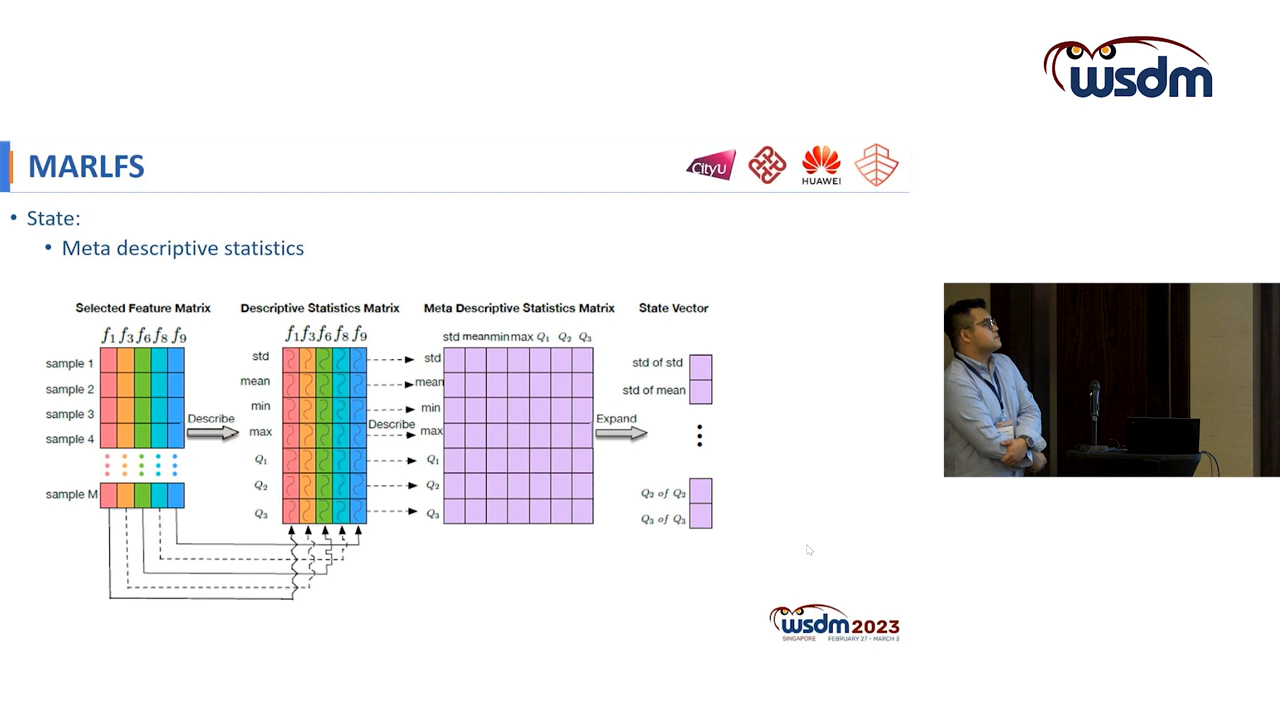 wsdm
MARLFS
CityU
HUAWEI
• State:
• Meta descriptive statistics
Selected Feature Matrix
Descriptive Statistics Matrix
Meta Descriptive Statistics Matrix
State Vector
f1 f3 f6 f8 f9
f1 f3 f6 f8 f9
std mean min max Q1 Q2 Q3
sample 1
sample 2
sample 3
sample 4
sample M
Describe
std
mean
min
max
Q1
Q2
Q3
Describe
std
mean
min
max
Q1
Q2
Q3
Expand
std of std
std of mean
Q2 of Q2
Q3 of Q3
wsdm2023
SINGAPORE FEBRUARY 27 - MARCH 3